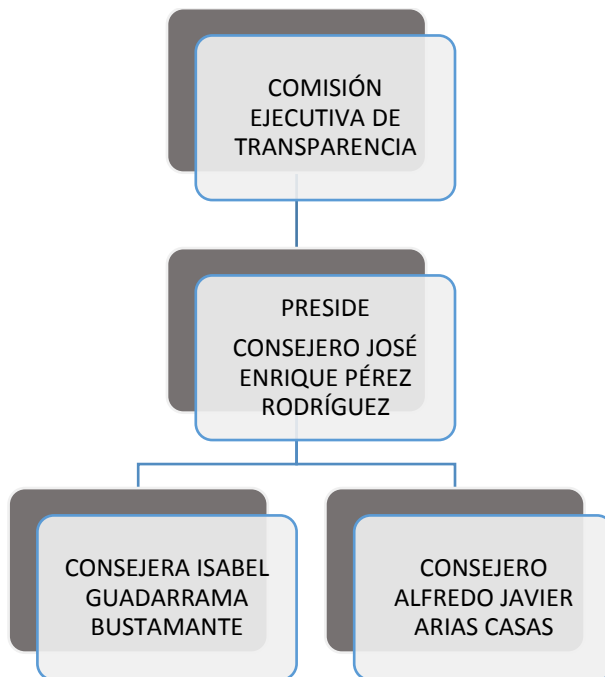 COMISIÓN
EJECUTIVA DE
TRANSPARENCIA
PRESIDE
CONSEJERO JOSÉ
ENRIQUE PÉREZ
RODRÍGUEZ
CONSEJERA ISABEL
GUADARRAMA
BUSTAMANTE
CONSEJERO
ALFREDO JAVIER
ARIAS CASAS